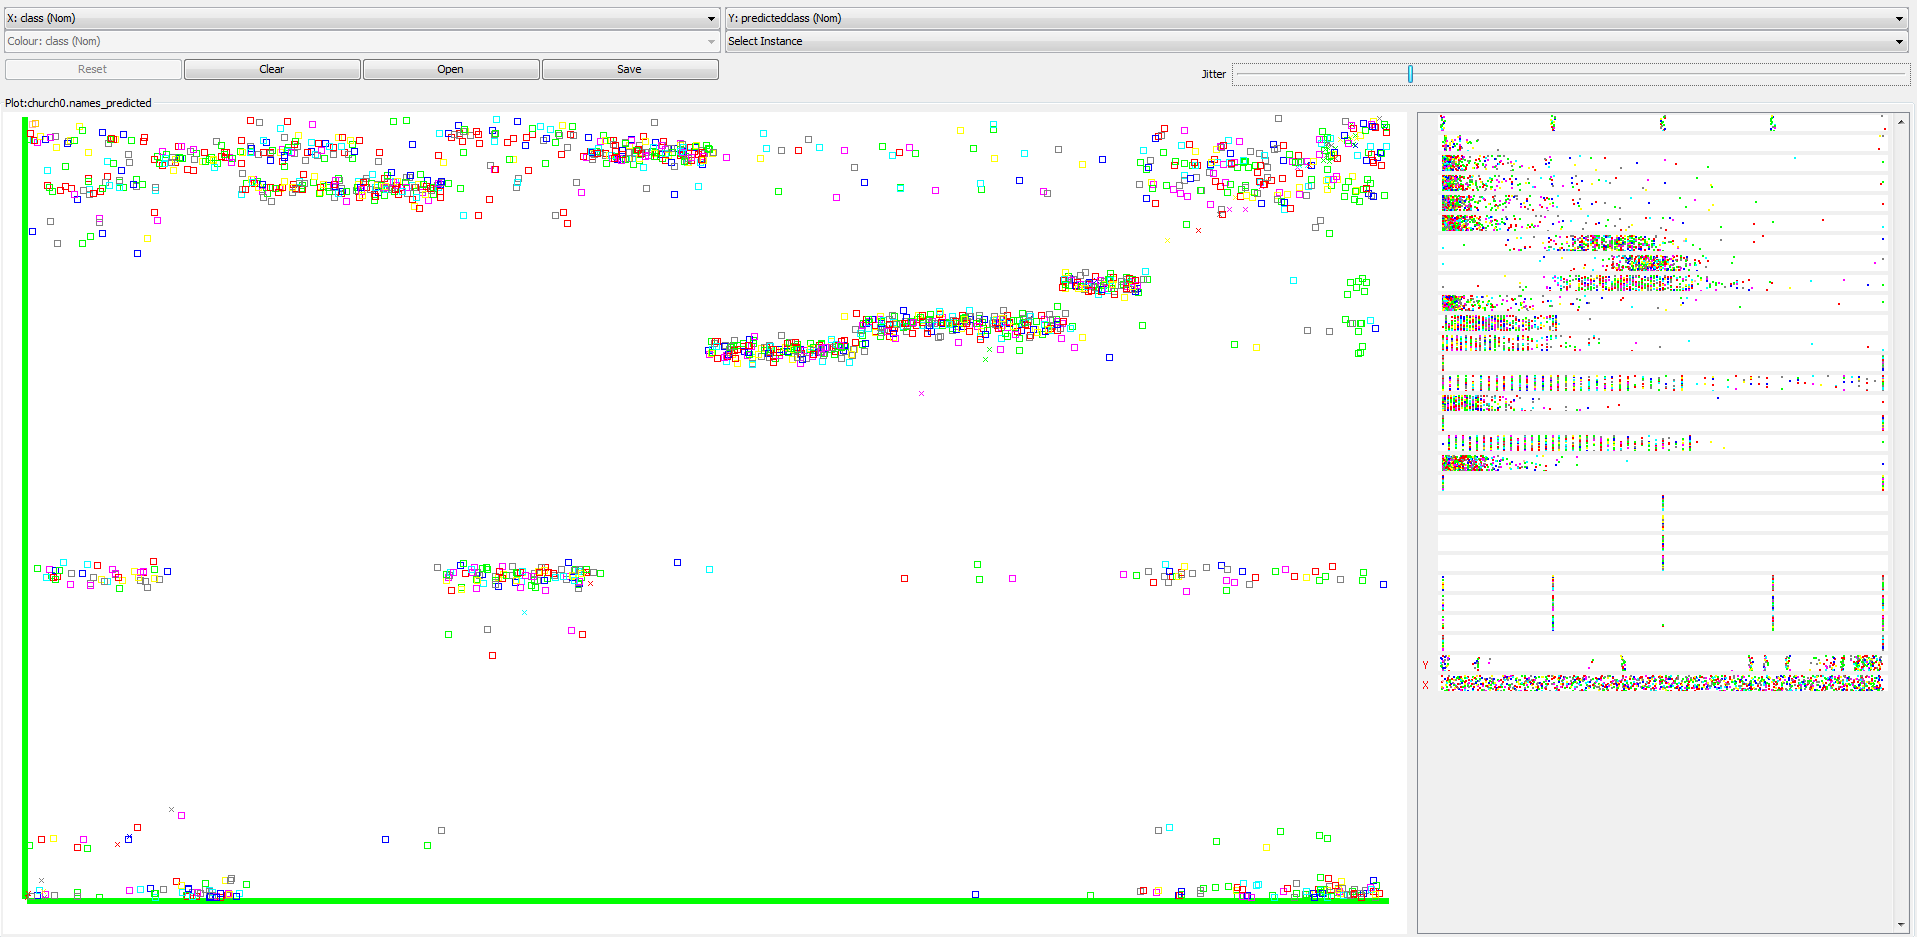 X: class (Nom)
Y: predictedclass (Nom)
Colour: class (Nom)
Select Instance
Reset
Clear
Open
Save
Jitter
Plot:church0.names_predicted
Y
X